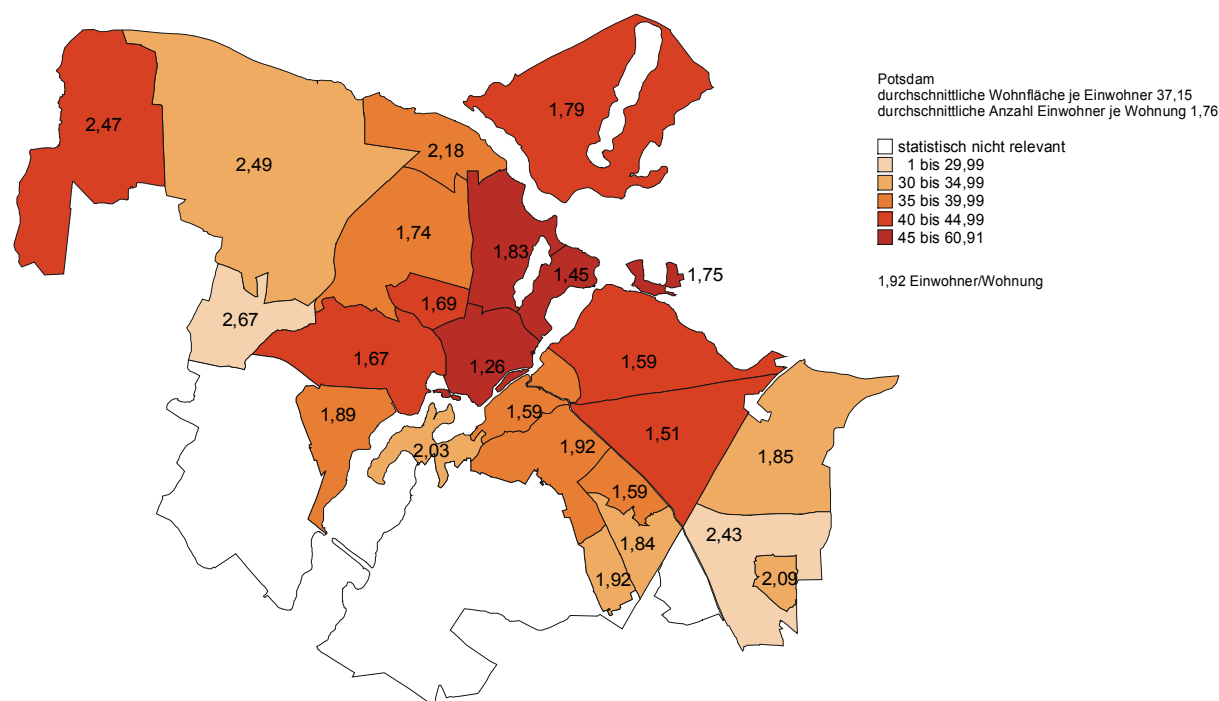 Potsdam
durchschnittliche Wohnfläche je Einwohner 37,15
durchschnittliche Anzahl Einwohner je Wohnung 1,76
statistisch nicht relevant
1 bis 29,99
30 bis 34,99
35 bis 39,99
40 bis 44,99
45 bis 60,91
1,92 Einwohner/Wohnung
1,79
2,47
2,18
2,49
1,74
1,83
1,45
1,75
1,69
2,67
1,67
1,26
1,59
1,89
1,59
1,51
2,03
1,92
1,85
1,59
2,43
1,84
1,92
2,09